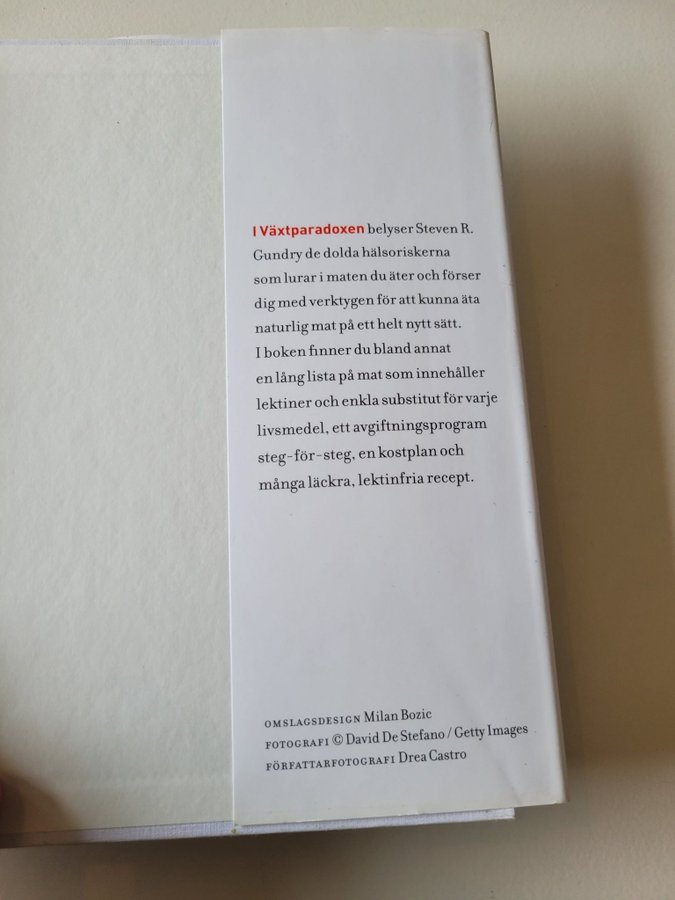 I Växtparadoxen belyser Steven R.
Gundry de dolda hälsoriskerna
som lurar i maten du äter och förser
dig med verktygen för att kunna äta
naturlig mat på ett helt nytt sätt.
I boken finner du bland annat
en lång lista på mat som innehåller
lektiner och enkla substitut för varje
livsmedel, ett avgiftningsprogram
steg-för-steg, en kostplan och
många läckra, lektinfria recept.
OMSLAGSDESIGN Milan Bozic
FOTOGRAFI © David De Stefano / Getty Images
FÖRFATTARFOTOGRAFI Drea Castro